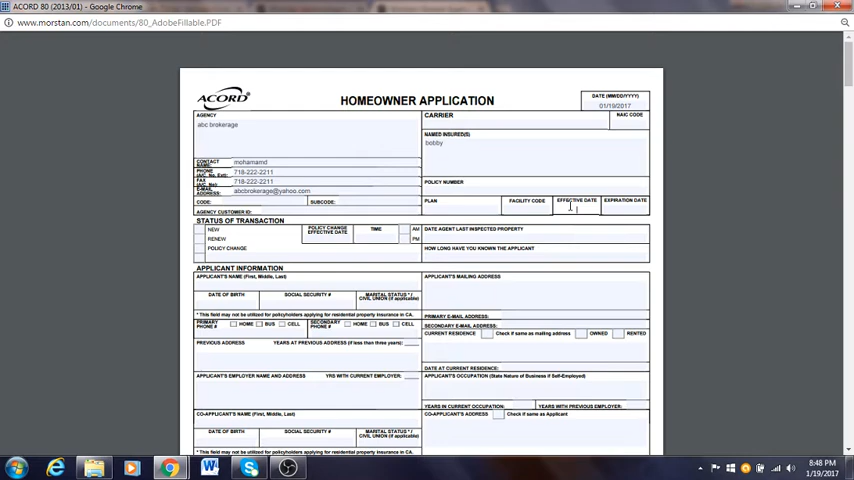 ACORD 80 (2013/01) - Google Chrome
www.morstan.com/documents/80_AdobeFillable.PDF
ACORD®
HOMEOWNER APPLICATION
DATE (MM/DD/YYYY)
01/19/2017
AGENCY
abc brokerage
CARRIER
NAIC CODE
NAMED INSURED(S)
bobby
CONTACT NAME:
mohamamd
PHONE (A/C, No, Ext):
718-222-2211
FAX (A/C, No):
718-222-2211
E-MAIL ADDRESS:
abcbrokerage@yahoo.com
POLICY NUMBER
CODE:
SUBCODE:
AGENCY CUSTOMER ID:
PLAN
FACILITY CODE
EFFECTIVE DATE
EXPIRATION DATE
STATUS OF TRANSACTION
NEW
RENEW
POLICY CHANGE
POLICY CHANGE EFFECTIVE DATE
TIME
AM
PM
DATE AGENT LAST INSPECTED PROPERTY
HOW LONG HAVE YOU KNOWN THE APPLICANT
APPLICANT INFORMATION
APPLICANT'S NAME (First, Middle, Last)
APPLICANT'S MAILING ADDRESS
DATE OF BIRTH
SOCIAL SECURITY #
MARITAL STATUS * / CIVIL UNION (if applicable)
* This field may not be utilized for policyholders applying for residential property insurance in CA.
PRIMARY E-MAIL ADDRESS:
SECONDARY E-MAIL ADDRESS:
PRIMARY PHONE #
HOME
BUS
CELL
SECONDARY PHONE #
HOME
BUS
CELL
CURRENT RESIDENCE
Check if same as mailing address
OWNED
RENTED
PREVIOUS ADDRESS
YEARS AT PREVIOUS ADDRESS (if less than three years):
DATE AT CURRENT RESIDENCE:
APPLICANT'S EMPLOYER NAME AND ADDRESS
YRS WITH CURRENT EMPLOYER:
APPLICANT'S OCCUPATION (State Nature of Business if Self-Employed)
YEARS IN CURRENT OCCUPATION:
YEARS WITH PREVIOUS EMPLOYER:
CO-APPLICANT'S NAME (First, Middle, Last)
CO-APPLICANT'S ADDRESS
Check if same as Applicant
DATE OF BIRTH
SOCIAL SECURITY #
MARITAL STATUS * / CIVIL UNION (if applicable)
* This field may not be utilized for policyholders applying for residential property insurance in CA.
8:48 PM
1/19/2017